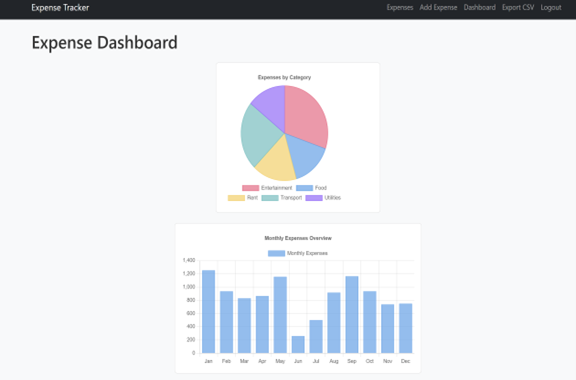 Expense Tracker
Expenses Add Expense Dashboard Export CSV Logout
Expense Dashboard
Expenses by Category
Entertainment Food
Rent Transport Utilities
Monthly Expenses Overview
Monthly Expenses
1,400
1,200
1,000
800
600
400
200
0
Jan Feb Mar Apr May Jun Jul Aug Sep Oct Nov Dec